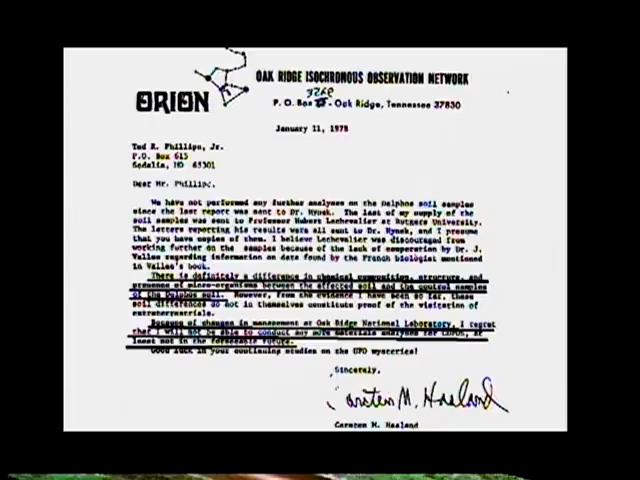 ORION
OAK RIDGE ISOCHRONOUS OBSERVATION NETWORK
3268
P. O. Box - Oak Ridge, Tennessee 37830
January 11, 1978
Ted R. Phillips, Jr.
P.O. Box 615
Sedalia, MO 65301
Dear Mr. Phillips,
We have not performed any further analyses on the Delphos soil samples
since the last report was sent to Dr. Hynek. The last of my supply of the
soil samples was sent to Professor Hubert Lechevalier at Rutgers University.
The letters reporting his results were all sent to Dr. Hynek, and I presume
that you have copies of them. I believe Lechevalier was discouraged from
working further on the samples because of the lack of cooperation by Dr. J.
Vallee regarding information on data found by the French biologist mentioned
in Vallee's book.
There is definitely a difference in chemical composition, structure, and
presence of micro-organisms between the affected soil and the control samples
of the Delphos soil. However, from the evidence I have seen so far, these
soil differences do not in themselves constitute proof of the visitation of
extraterrestrials.
Because of changes in management at Oak Ridge National Laboratory, I regret
that I will not be able to conduct any more materials analyses for CUFOS, at
least not in the foreseeable future.
Good luck in your continuing studies on the UFO mysteries!
Sincerely,
Carsten M. Haaland
Carsten M. Haaland